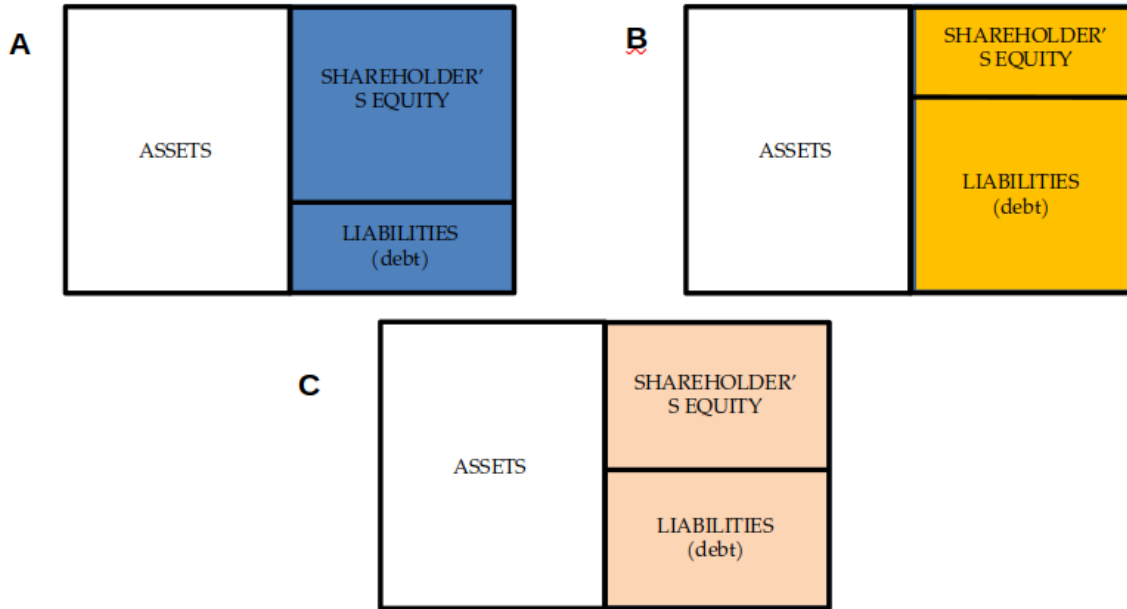 A
SHAREHOLDER'
S EQUITY
ASSETS
LIABILITIES
(debt)
B
SHAREHOLDER'
S EQUITY
ASSETS
LIABILITIES
(debt)
C
SHAREHOLDER'
S EQUITY
ASSETS
LIABILITIES
(debt)